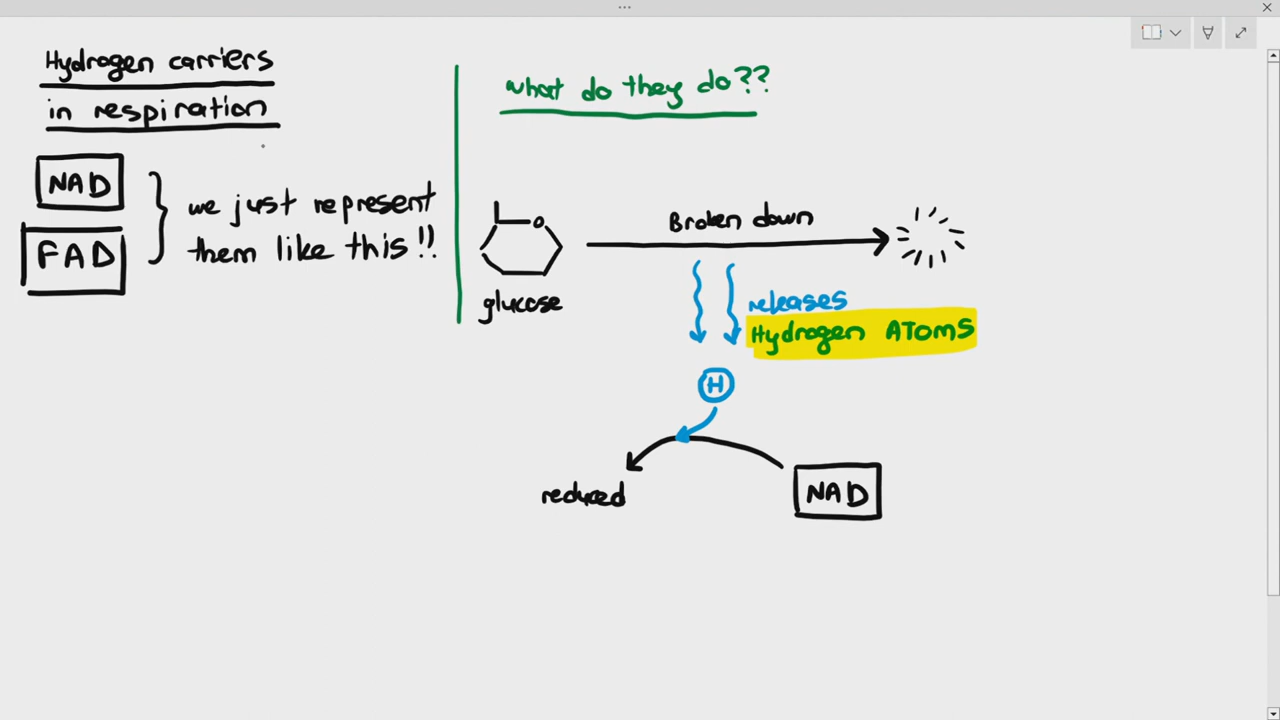 Hydrogen carriers
in respiration
NAD
FAD
we just represent
them like this!!
what do they do??
O
glucose
Broken down
releases
Hydrogen Atoms
H
reduced
NAD